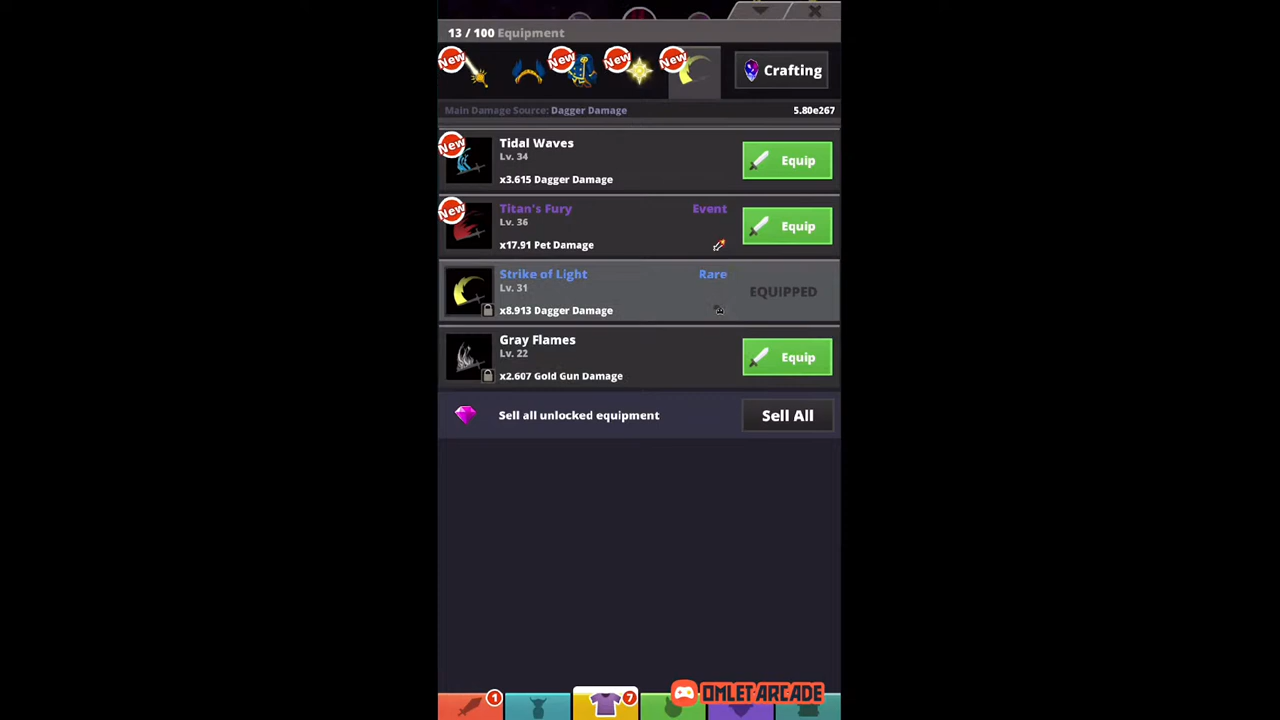 13 / 100 Equipment
New
New
New
New
Crafting
Main Damage Source: Dagger Damage
5.80e267
New
Tidal Waves
Lv. 34
x3.615 Dagger Damage
Equip
New
Titan's Fury
Event
Lv. 36
x17.91 Pet Damage
Equip
Strike of Light
Rare
Lv. 31
x8.913 Dagger Damage
EQUIPPED
Gray Flames
Lv. 22
x2.607 Gold Gun Damage
Equip
Sell all unlocked equipment
Sell All
1
7
OMLET ARCADE